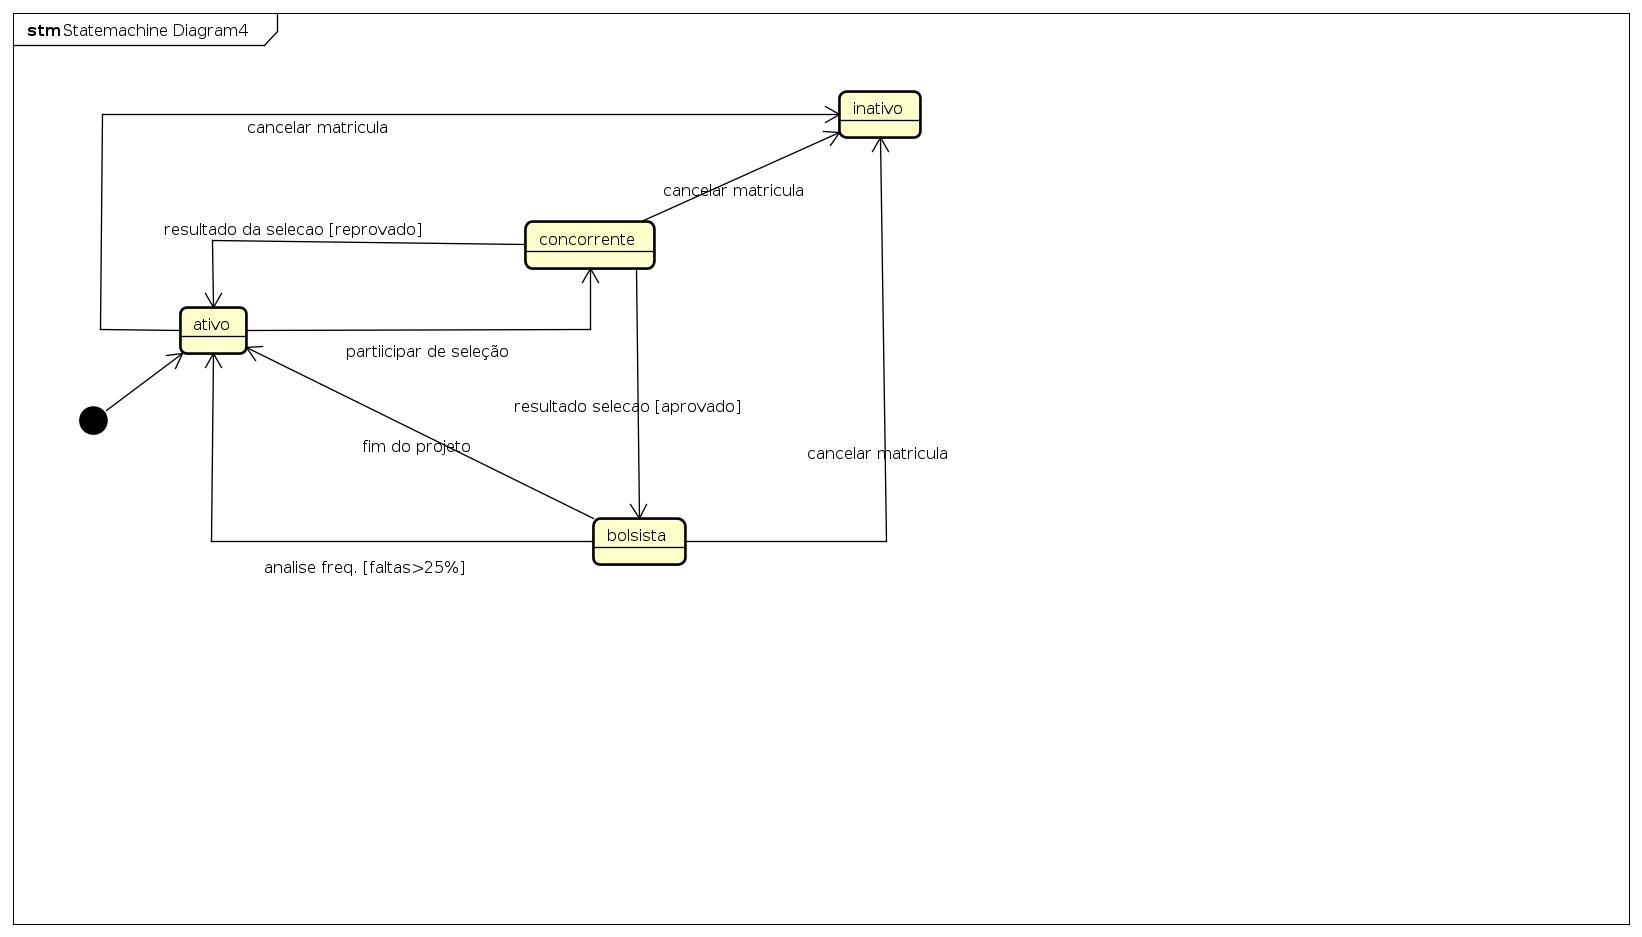 stm Statemachine Diagram4
inativo
cancelar matricula
cancelar matricula
resultado da selecao [reprovado]
concorrente
ativo
partiicipar de seleção
resultado selecao [aprovado]
fim do projeto
cancelar matricula
bolsista
analise freq. [faltas>25%]